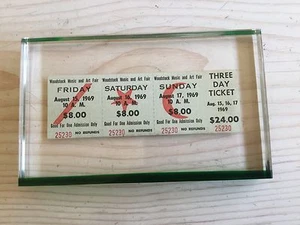 Woodstock Music and Art Fair
FRIDAY
August 15, 1969
10 A. M.
$8.00
Good For One Admission Only
25230 NO REFUNDS
Woodstock Music and Art Fair
SATURDAY
August 16, 1969
10 A. M.
$8.00
Good For One Admission Only
25230 NO REFUNDS
Woodstock Music and Art Fair
SUNDAY
August 17, 1969
10 A. M.
$8.00
Good For One Admission Only
25230 NO REFUNDS
THREE
DAY
TICKET
Aug. 15, 16, 17
1969
$24.00
25230